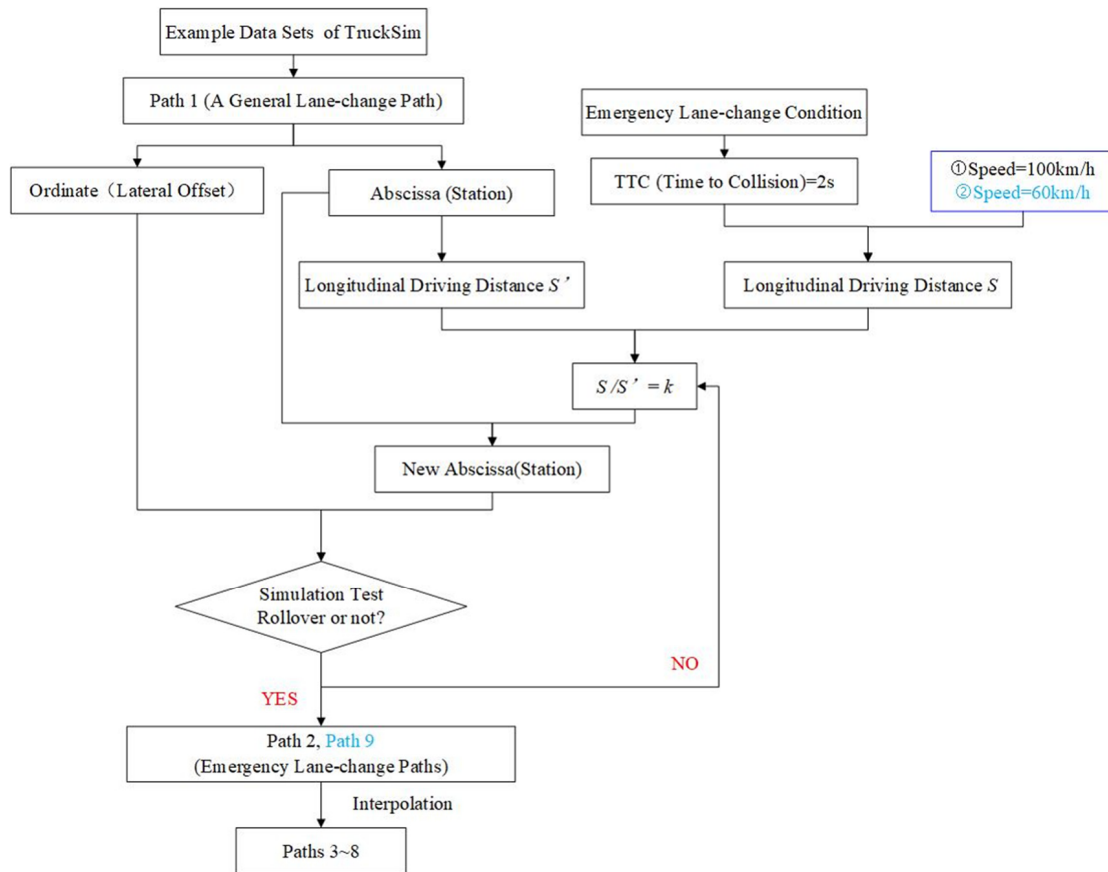 Example Data Sets of TruckSim
Path 1 (A General Lane-change Path)
Emergency Lane-change Condition
Ordinate（Lateral Offset）
Abscissa (Station)
TTC (Time to Collision)=2s
①Speed=100km/h
②Speed=60km/h
Longitudinal Driving Distance S’
Longitudinal Driving Distance S
S/S’ = k
New Abscissa(Station)
Simulation Test
Rollover or not?
NO
YES
Path 2, Path 9
(Emergency Lane-change Paths)
Interpolation
Paths 3~8